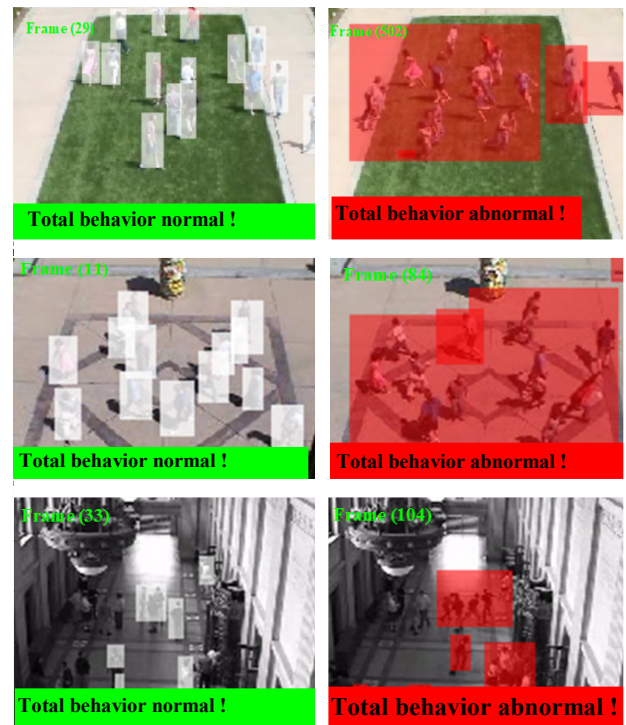 Frame (29)
Frame (502)
Total behavior normal !
Total behavior abnormal !
Frame (11)
Frame (84)
Total behavior normal !
Total behavior abnormal !
Frame (33)
Frame (104)
Total behavior normal !
Total behavior abnormal !